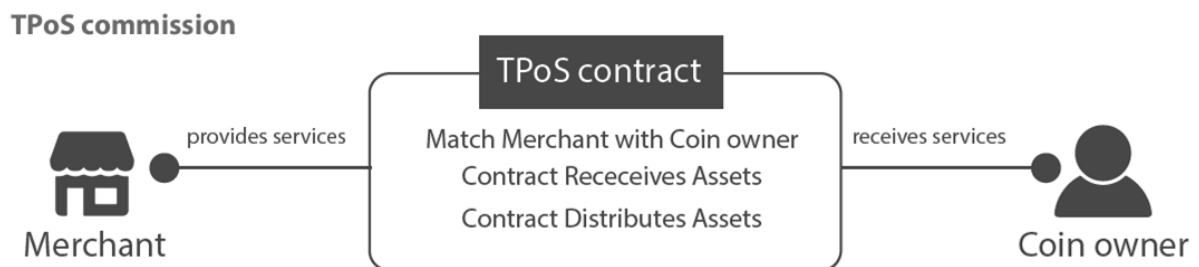 TPoS commission
TPoS contract
provides services
Match Merchant with Coin owner
receives services
Contract Receceives Assets
Contract Distributes Assets
Merchant
Coin owner